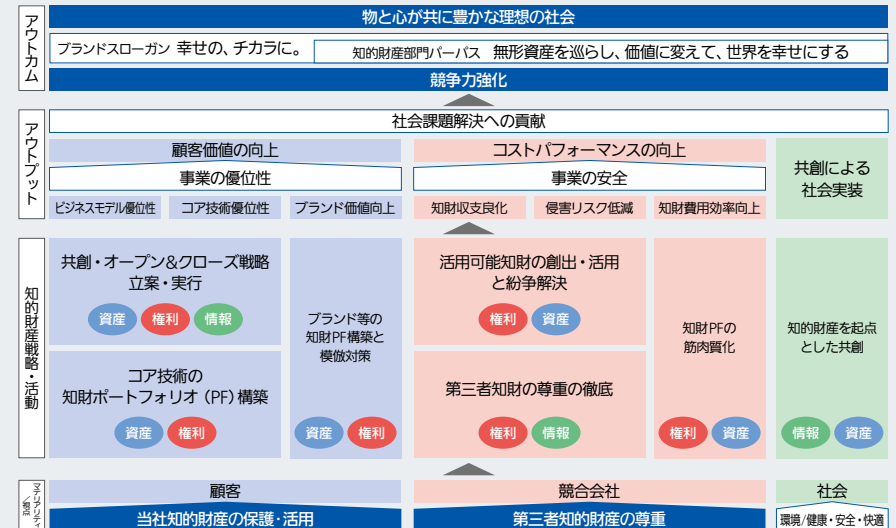 アウトカム
物と心が共に豊かな理想の社会
ブランドスローガン 幸せの、チカラに。
知的財産部門パーパス 無形資産を巡らし、価値に変えて、世界を幸せにする
競争力強化
アウトプット
社会課題解決への貢献
顧客価値の向上
事業の優位性
ビジネスモデル優位性
コア技術優位性
ブランド価値向上
コストパフォーマンスの向上
事業の安全
知財収支良化
侵害リスク低減
知財費用効率向上
共創による
社会実装
知的財産戦略・活動
共創・オープン&クローズ戦略
立案・実行
資産
権利
情報
コア技術の
知財ポートフォリオ(PF)構築
資産
権利
ブランド等の
知財PF構築と
模倣対策
資産
権利
活用可能知財の創出・活用
と紛争解決
権利
資産
第三者知財の尊重の徹底
権利
情報
知財PFの
筋肉質化
権利
資産
知的財産を起点
とした共創
情報
資産
マテリアリティ
/視点
顧客
当社知的財産の保護・活用
競合会社
第三者知的財産の尊重
社会
環境/健康・安全・快適